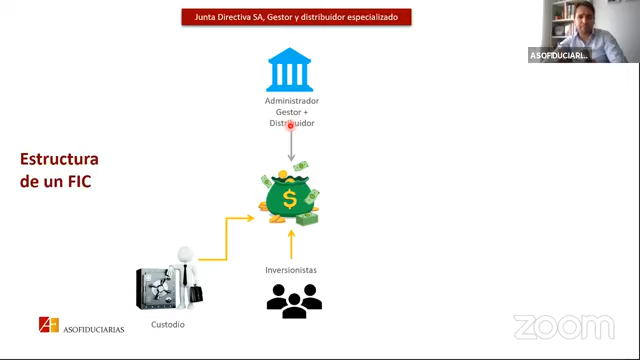 Junta Directiva SA, Gestor y distribuidor especializado
ASOFIDUCIARI...
Administrador
Gestor +
Distribuidor
Estructura
de un FIC
Inversionistas
Custodio
ASOFIDUCIARIAS
zoom